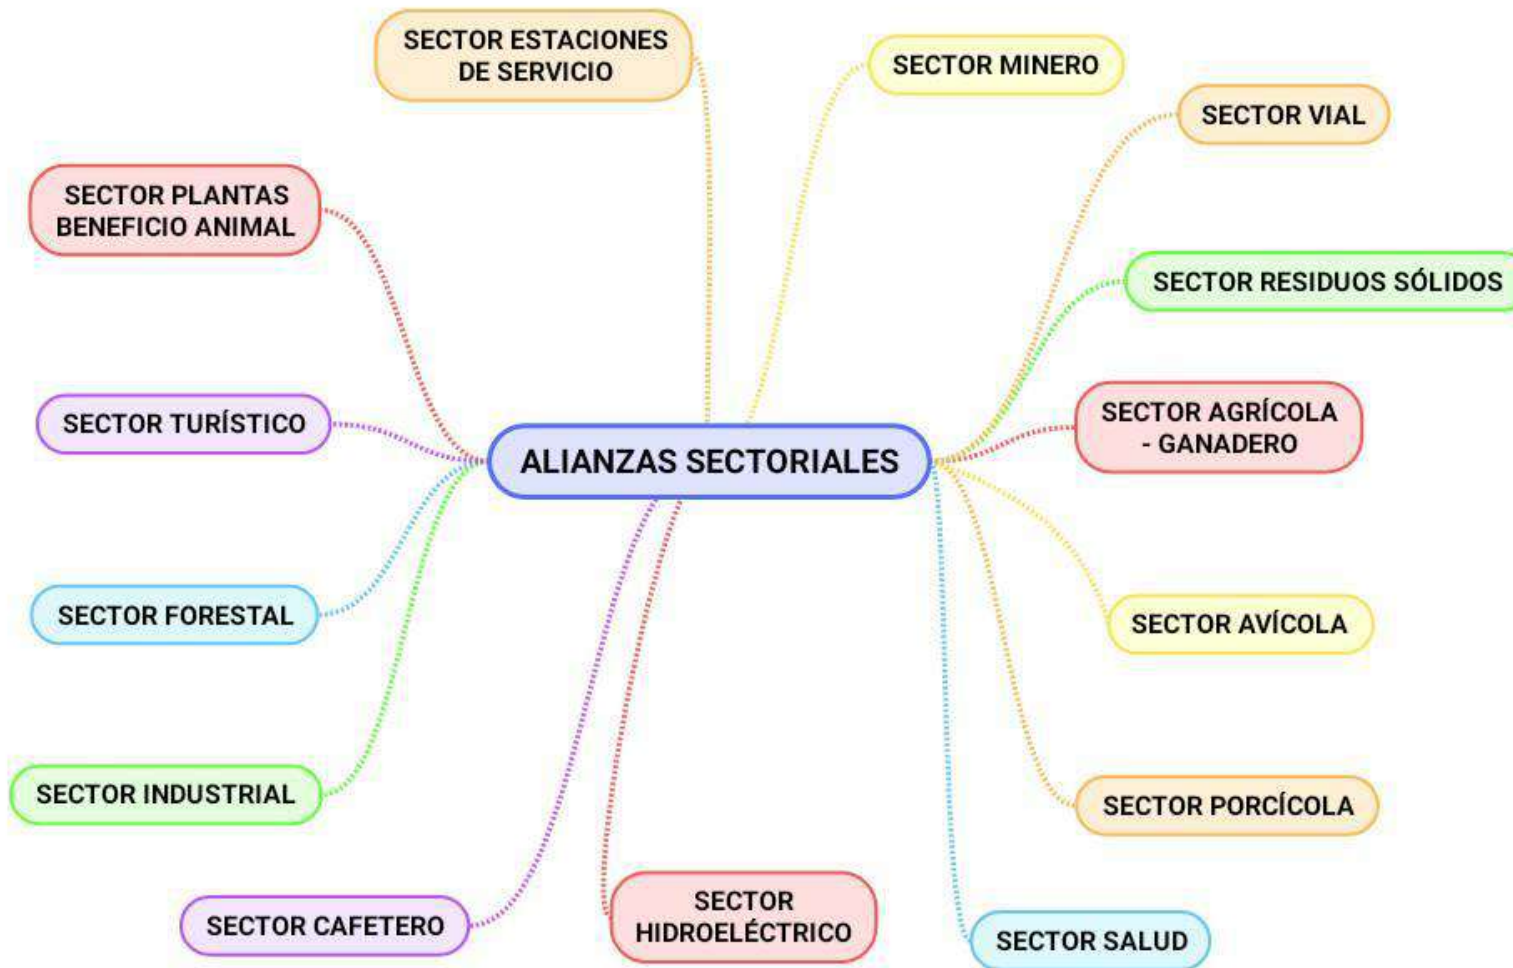 SECTOR ESTACIONES
DE SERVICIO
SECTOR MINERO
SECTOR VIAL
SECTOR PLANTAS
BENEFICIO ANIMAL
SECTOR RESIDUOS SÓLIDOS
SECTOR TURÍSTICO
SECTOR AGRÍCOLA
- GANADERO
ALIANZAS SECTORIALES
SECTOR FORESTAL
SECTOR AVÍCOLA
SECTOR INDUSTRIAL
SECTOR PORCÍCOLA
SECTOR CAFETERO
SECTOR
HIDROELÉCTRICO
SECTOR SALUD